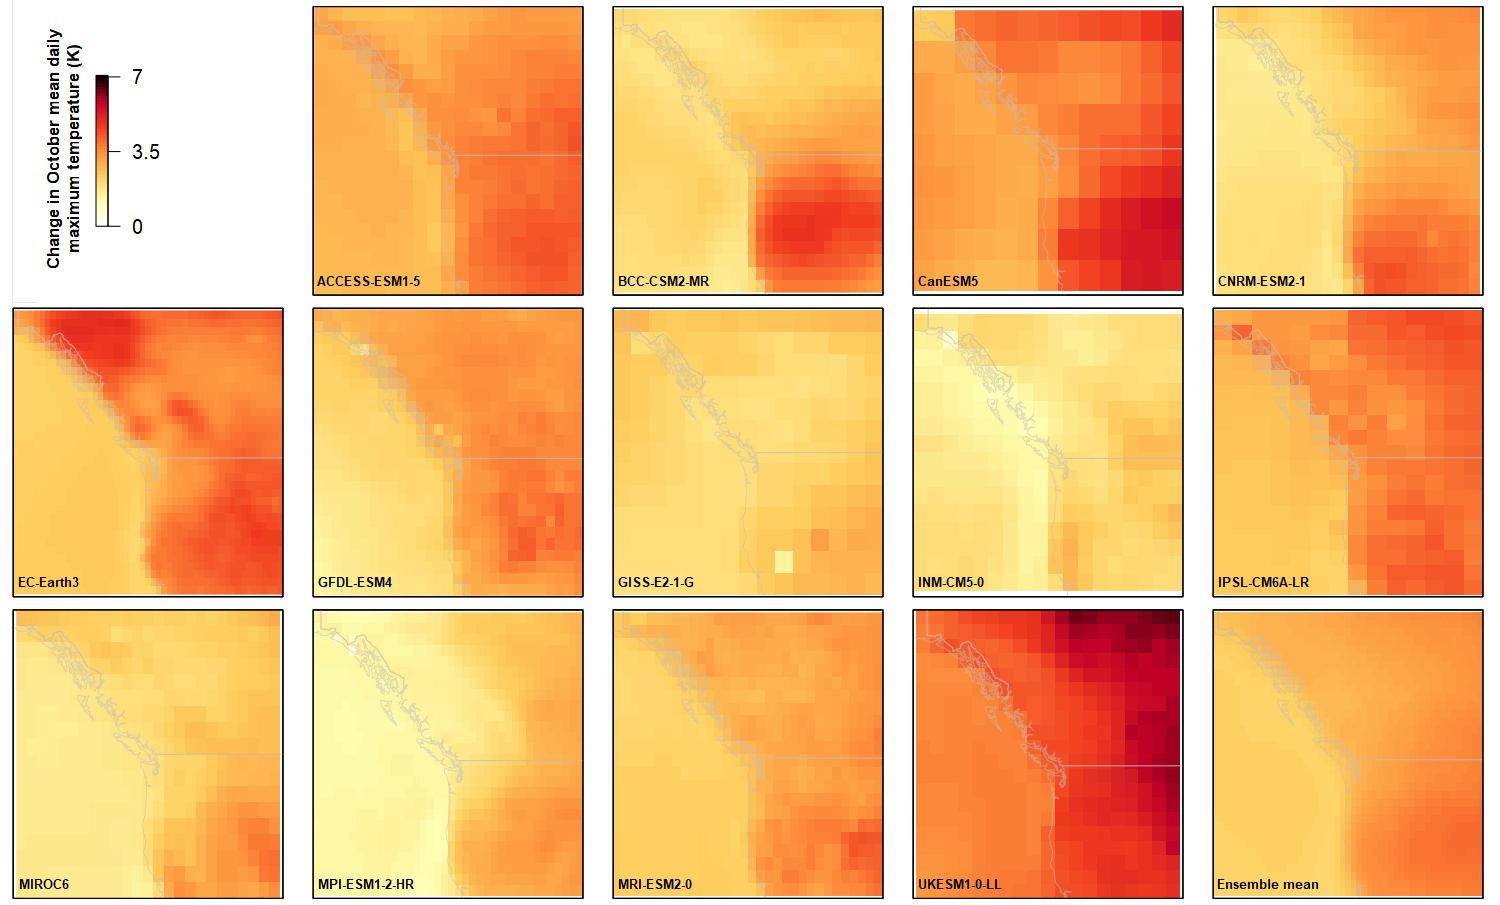 Change in October mean daily
maximum temperature (K)
7
3.5
0
ACCESS-ESM1-5
BCC-CSM2-MR
CanESM5
CNRM-ESM2-1
EC-Earth3
GFDL-ESM4
GISS-E2-1-G
INM-CM5-0
IPSL-CM6A-LR
MIROC6
MPI-ESM1-2-HR
MRI-ESM2-0
UKESM1-0-LL
Ensemble mean